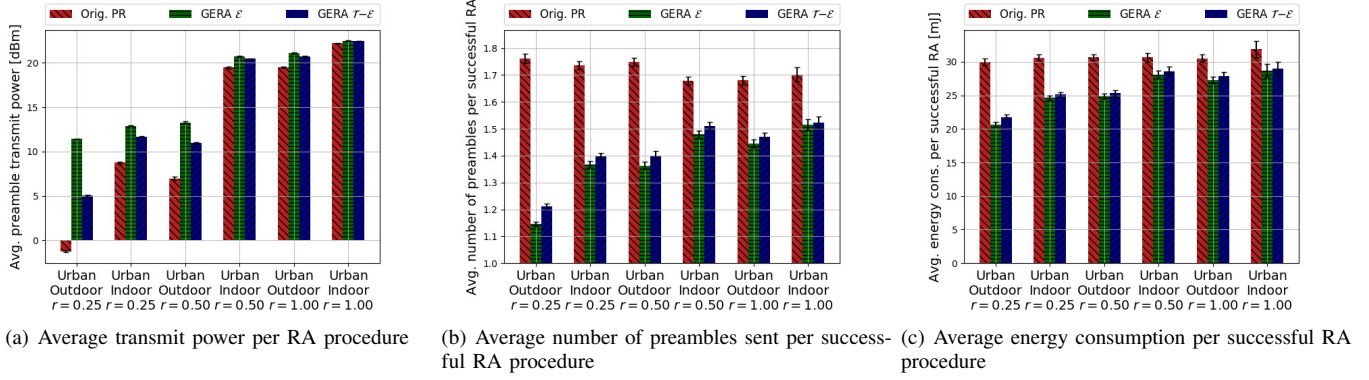 Orig. PR GERA ℰ GERA 𝒯−ℰ
Avg. preamble transmit power [dBm]
20
15
10
5
0
Urban Outdoor r = 0.25
Urban Indoor r = 0.25
Urban Outdoor r = 0.50
Urban Indoor r = 0.50
Urban Outdoor r = 1.00
Urban Indoor r = 1.00
(a) Average transmit power per RA procedure
Orig. PR GERA ℰ GERA 𝒯−ℰ
Avg. number of preambles per successful RA
1.8
1.7
1.6
1.5
1.4
1.3
1.2
1.1
1.0
Urban Outdoor r = 0.25
Urban Indoor r = 0.25
Urban Outdoor r = 0.50
Urban Indoor r = 0.50
Urban Outdoor r = 1.00
Urban Indoor r = 1.00
(b) Average number of preambles sent per success-
ful RA procedure
Orig. PR GERA ℰ GERA 𝒯−ℰ
Avg. energy cons. per successful RA [mJ]
30
25
20
15
10
5
0
Urban Outdoor r = 0.25
Urban Indoor r = 0.25
Urban Outdoor r = 0.50
Urban Indoor r = 0.50
Urban Outdoor r = 1.00
Urban Indoor r = 1.00
(c) Average energy consumption per successful RA
procedure